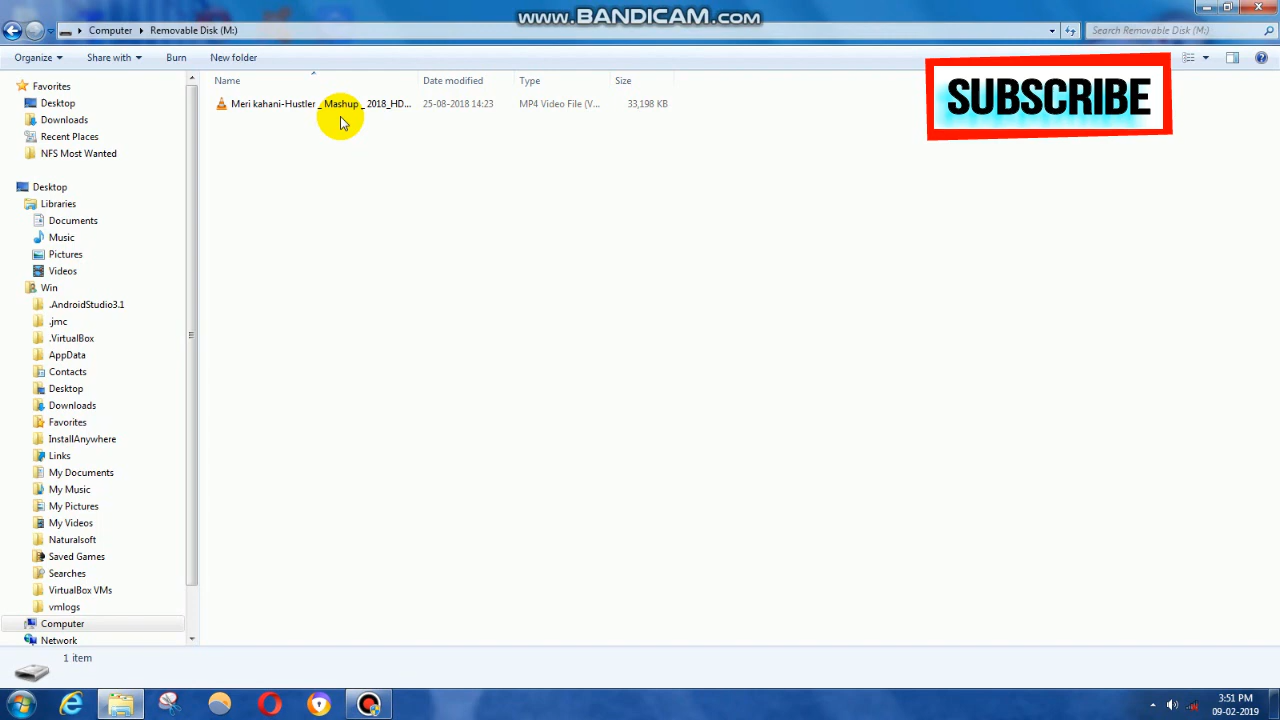 www.BANDICAM.com
Computer Removable Disk (M:)
Search Removable Disk (M:)
Organize Share with Burn New folder
Name Date modified Type Size
Meri kahani-Hustler _ Mashup _ 2018_HD... 25-08-2018 14:23 MP4 Video File (V... 33,198 KB
SUBSCRIBE
Favorites
Desktop
Downloads
Recent Places
NFS Most Wanted
Desktop
Libraries
Documents
Music
Pictures
Videos
Win
.AndroidStudio3.1
.jmc
.VirtualBox
AppData
Contacts
Desktop
Downloads
Favorites
InstallAnywhere
Links
My Documents
My Music
My Pictures
My Videos
Naturalsoft
Saved Games
Searches
VirtualBox VMs
vmlogs
Computer
Network
1 item
3:51 PM
09-02-2019